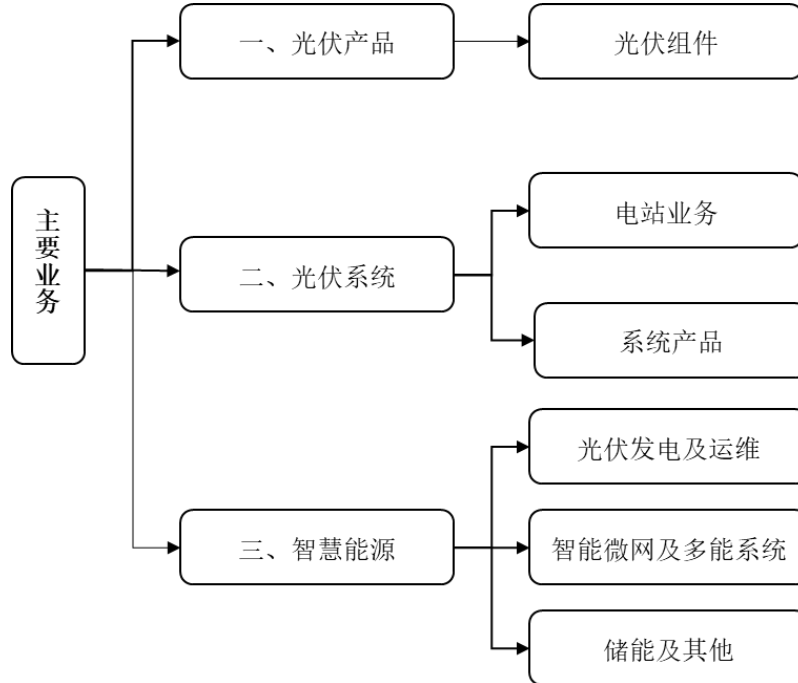 主要业务
一、光伏产品
光伏组件
二、光伏系统
电站业务
系统产品
三、智慧能源
光伏发电及运维
智能微网及多能系统
储能及其他